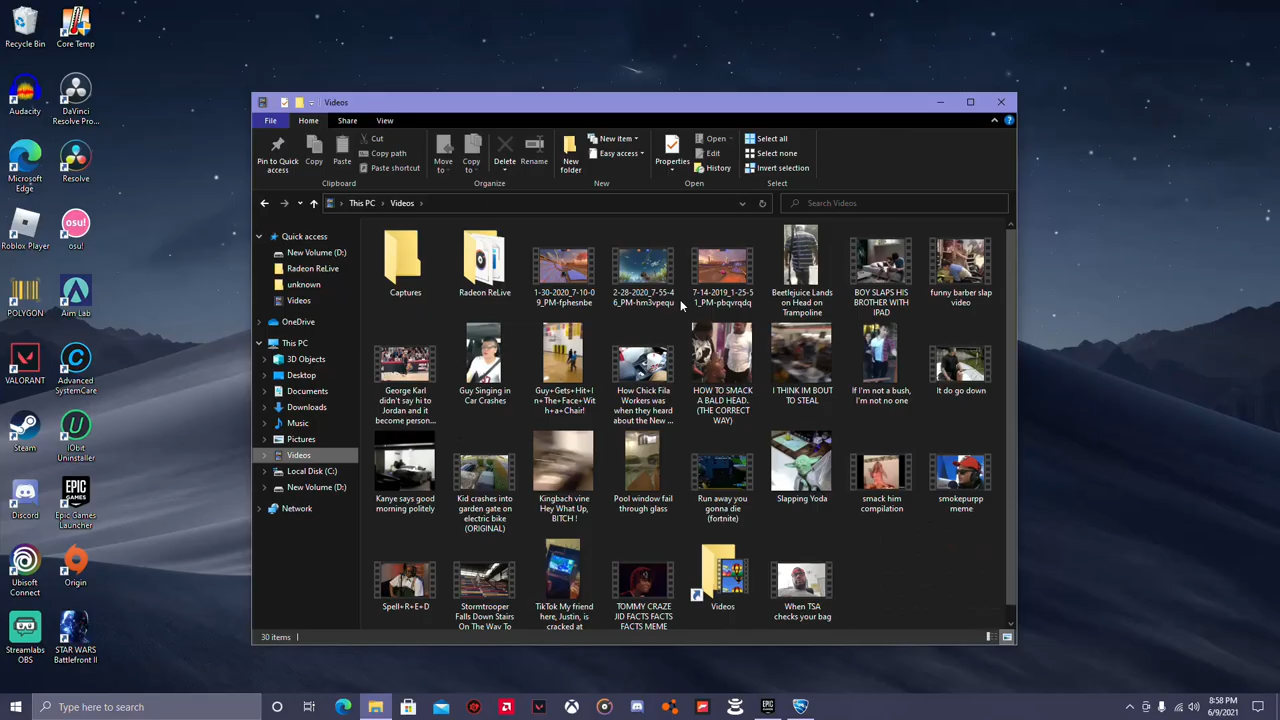 Recycle Bin
Core Temp
Audacity
DaVinci
Resolve Pro...
Microsoft
Edge
Resolve
Roblox Player
osu!
POLYGON
Aim Lab
VALORANT
Advanced
SystemCare
Steam
IObit
Uninstaller
Discord
Epic Games
Launcher
Ubisoft
Connect
Origin
Streamlabs
OBS
STAR WARS
Battlefront II
Videos
File
Home
Share
View
Pin to Quick
access
Copy
Paste
Cut
Copy path
Paste shortcut
Clipboard
Move
to
Copy
to
Delete
Rename
Organize
New
folder
New item
Easy access
New
Properties
Open
Edit
History
Open
Select all
Select none
Invert selection
Select
This PC > Videos >
Search Videos
Quick access
New Volume (D:)
Radeon ReLive
unknown
Videos
OneDrive
This PC
3D Objects
Desktop
Documents
Downloads
Music
Pictures
Videos
Local Disk (C:)
New Volume (D:)
Network
Captures
Radeon ReLive
1-30-2020_7-10-0
9_PM-fphesnbe
2-28-2020_7-55-4
6_PM-hm3vpequ
7-14-2019_1-25-5
1_PM-pbqvrqdq
Beetlejuice Lands
on Head on
Trampoline
BOY SLAPS HIS
BROTHER WITH
IPAD
funny barber slap
video
George Karl
didn't say hi to
Jordan and it
become person...
Guy Singing in
Car Crashes
Guy+Gets+Hit+I
n+The+Face+Wit
h+a+Chair!
How Chick Fila
Workers was
when they heard
about the New ...
HOW TO SMACK
A BALD HEAD.
(THE CORRECT
WAY)
I THINK IM BOUT
TO STEAL
If I'm not a bush,
I'm not no one
It do go down
Kanye says good
morning politely
Kid crashes into
garden gate on
electric bike
(ORIGINAL)
Kingbach vine
Hey What Up,
BITCH !
Pool window fail
through glass
Run away you
gonna die
(fortnite)
Slapping Yoda
smack him
compilation
smokepurpp
meme
Spell+R+E+D
Stormtrooper
Falls Down Stairs
On The Way To
TikTok My friend
here, Justin, is
cracked at
TOMMY CRAZE
JID FACTS FACTS
FACTS MEME
Videos
When TSA
checks your bag
30 items
Type here to search
8:58 PM
6/9/2021